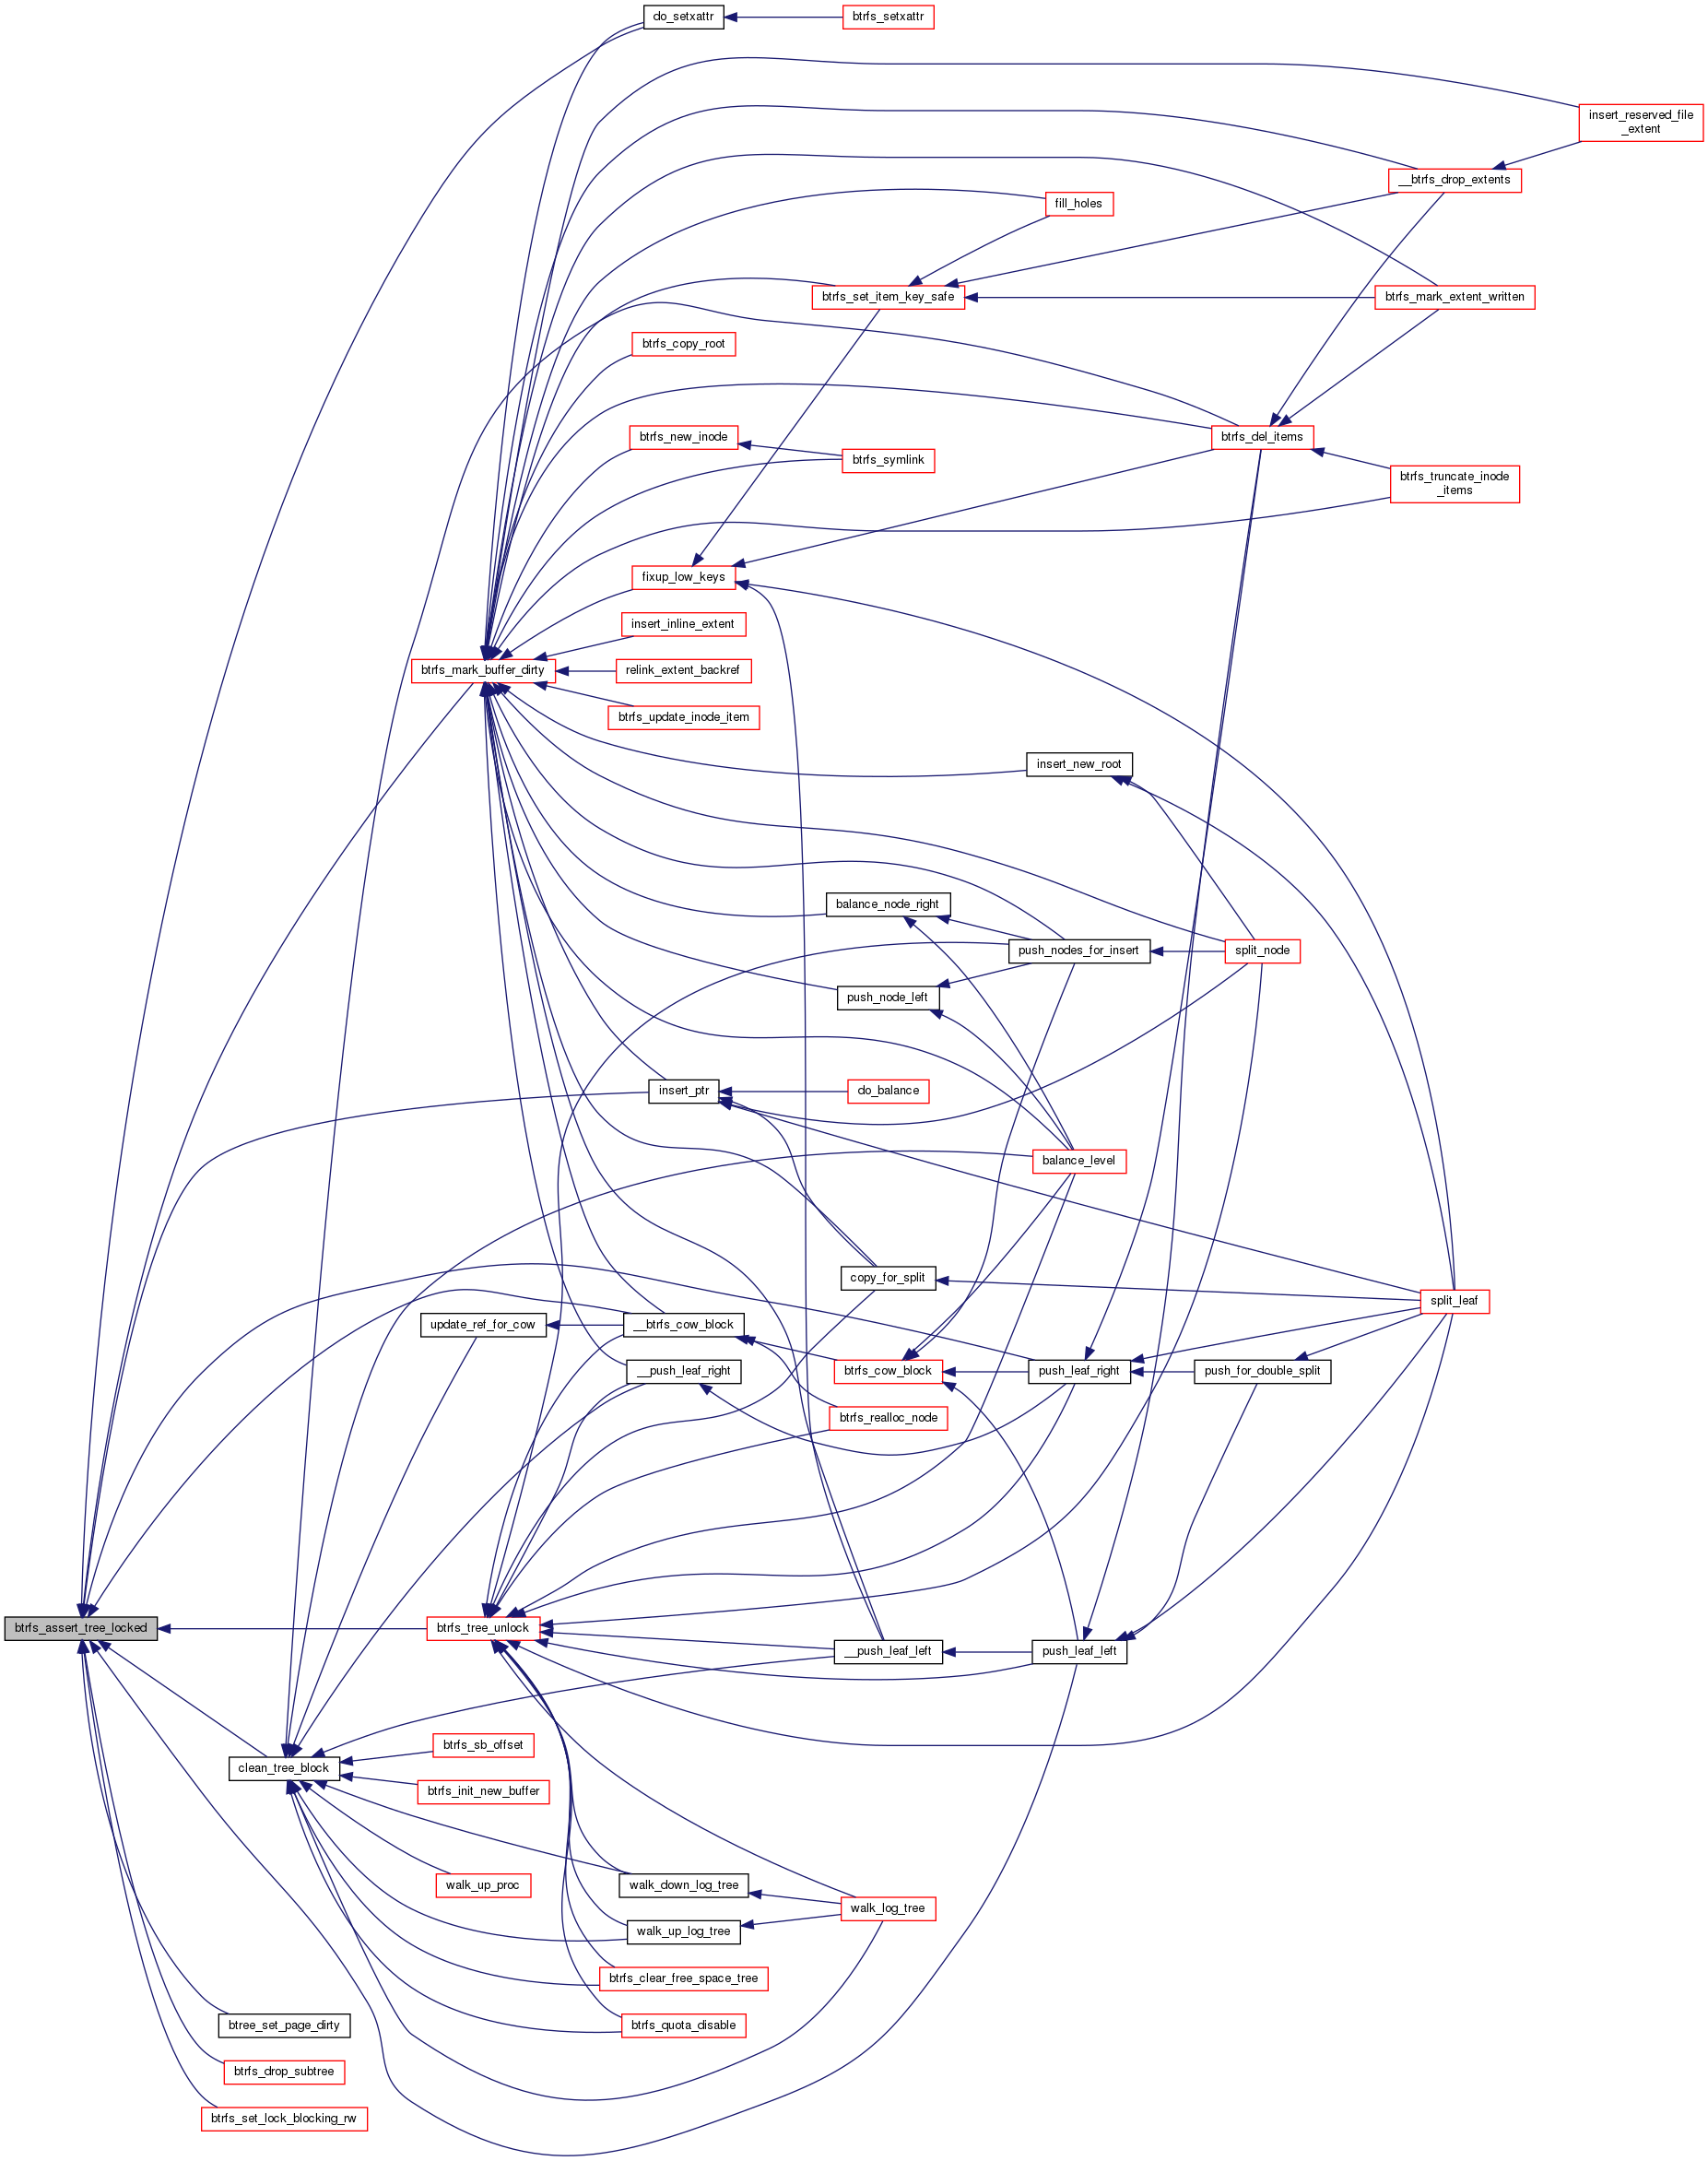 do_setxattr
btrfs_setxattr
insert_reserved_file
_extent
__btrfs_drop_extents
fill_holes
btrfs_set_item_key_safe
btrfs_mark_extent_written
btrfs_copy_root
btrfs_new_inode
btrfs_del_items
btrfs_symlink
btrfs_truncate_inode
_items
fixup_low_keys
insert_inline_extent
btrfs_mark_buffer_dirty
relink_extent_backref
btrfs_update_inode_item
insert_new_root
balance_node_right
push_nodes_for_insert
split_node
push_node_left
insert_ptr
do_balance
balance_level
copy_for_split
split_leaf
update_ref_for_cow
__btrfs_cow_block
__push_leaf_right
btrfs_cow_block
push_leaf_right
push_for_double_split
btrfs_realloc_node
btrfs_assert_tree_locked
btrfs_tree_unlock
__push_leaf_left
push_leaf_left
btrfs_sb_offset
clean_tree_block
btrfs_init_new_buffer
walk_up_proc
walk_down_log_tree
walk_log_tree
walk_up_log_tree
btrfs_clear_free_space_tree
btree_set_page_dirty
btrfs_quota_disable
btrfs_drop_subtree
btrfs_set_lock_blocking_rw